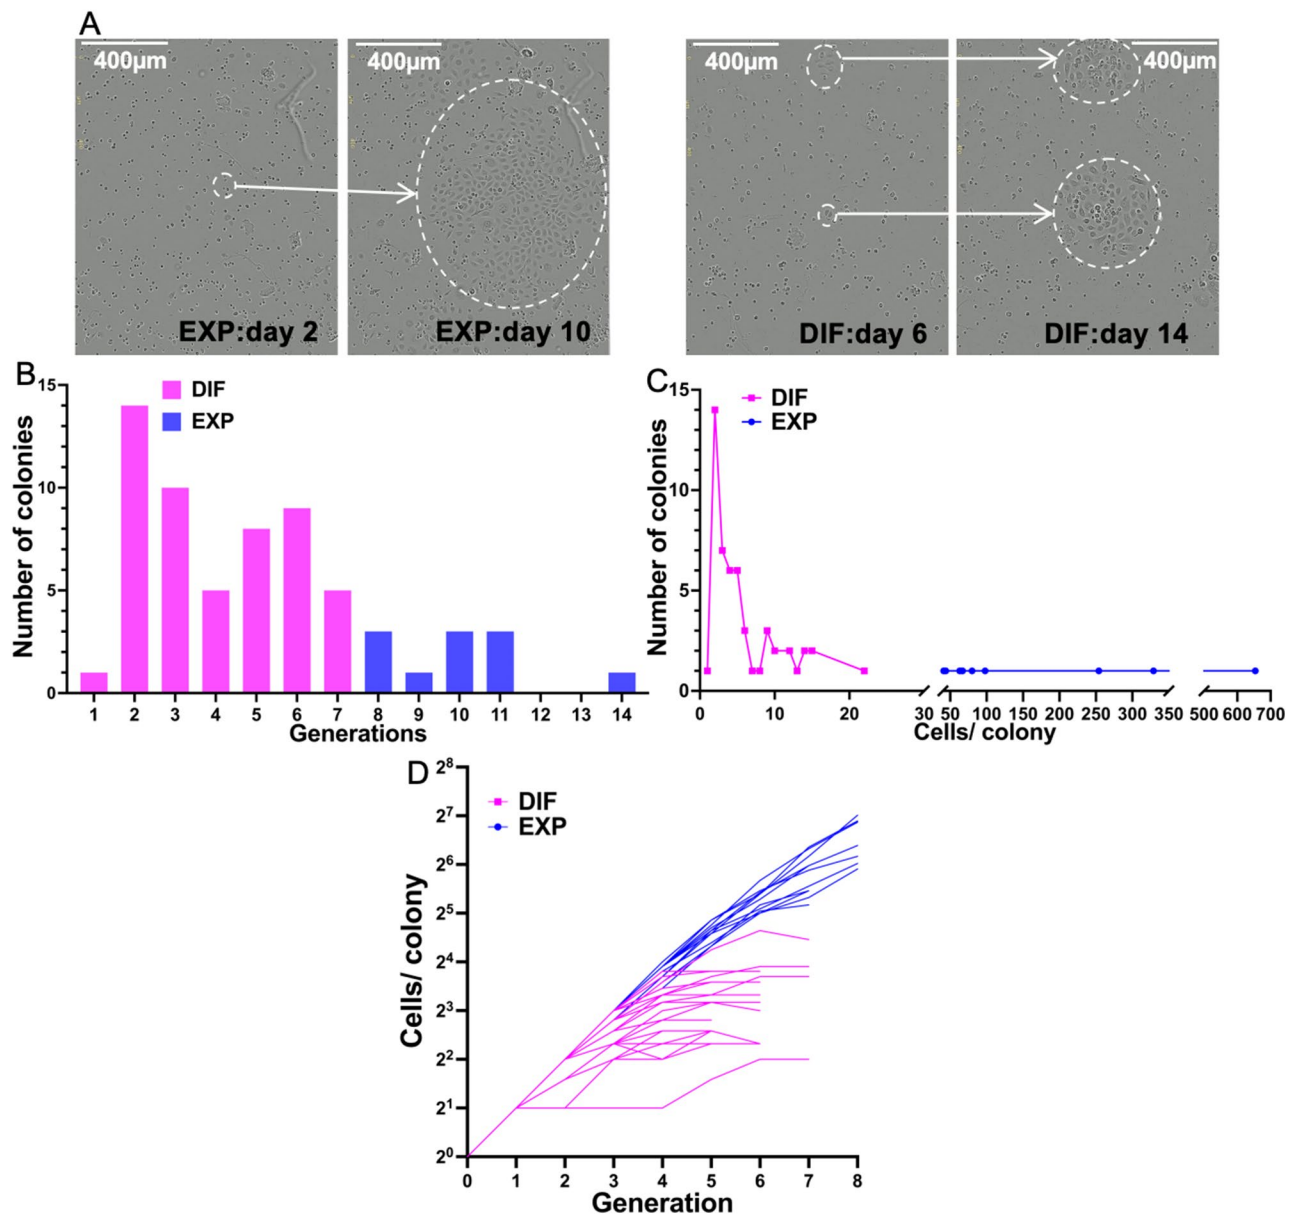 A
400μm 400μm 400μm 400μm
EXP:day 2 EXP:day 10 DIF:day 6 DIF:day 14
B
Number of colonies
15
10
5
0
DIF
EXP
1 2 3 4 5 6 7 8 9 10 11 12 13 14
Generations
C
Number of colonies
15
10
5
0
DIF
EXP
0 10 20 30 50 100 150 200 250 300 350 500 600 700
Cells/ colony
D
Cells/ colony
2⁸
2⁷
2⁶
2⁵
2⁴
2³
2²
2¹
2⁰
DIF
EXP
0 1 2 3 4 5 6 7 8
Generation